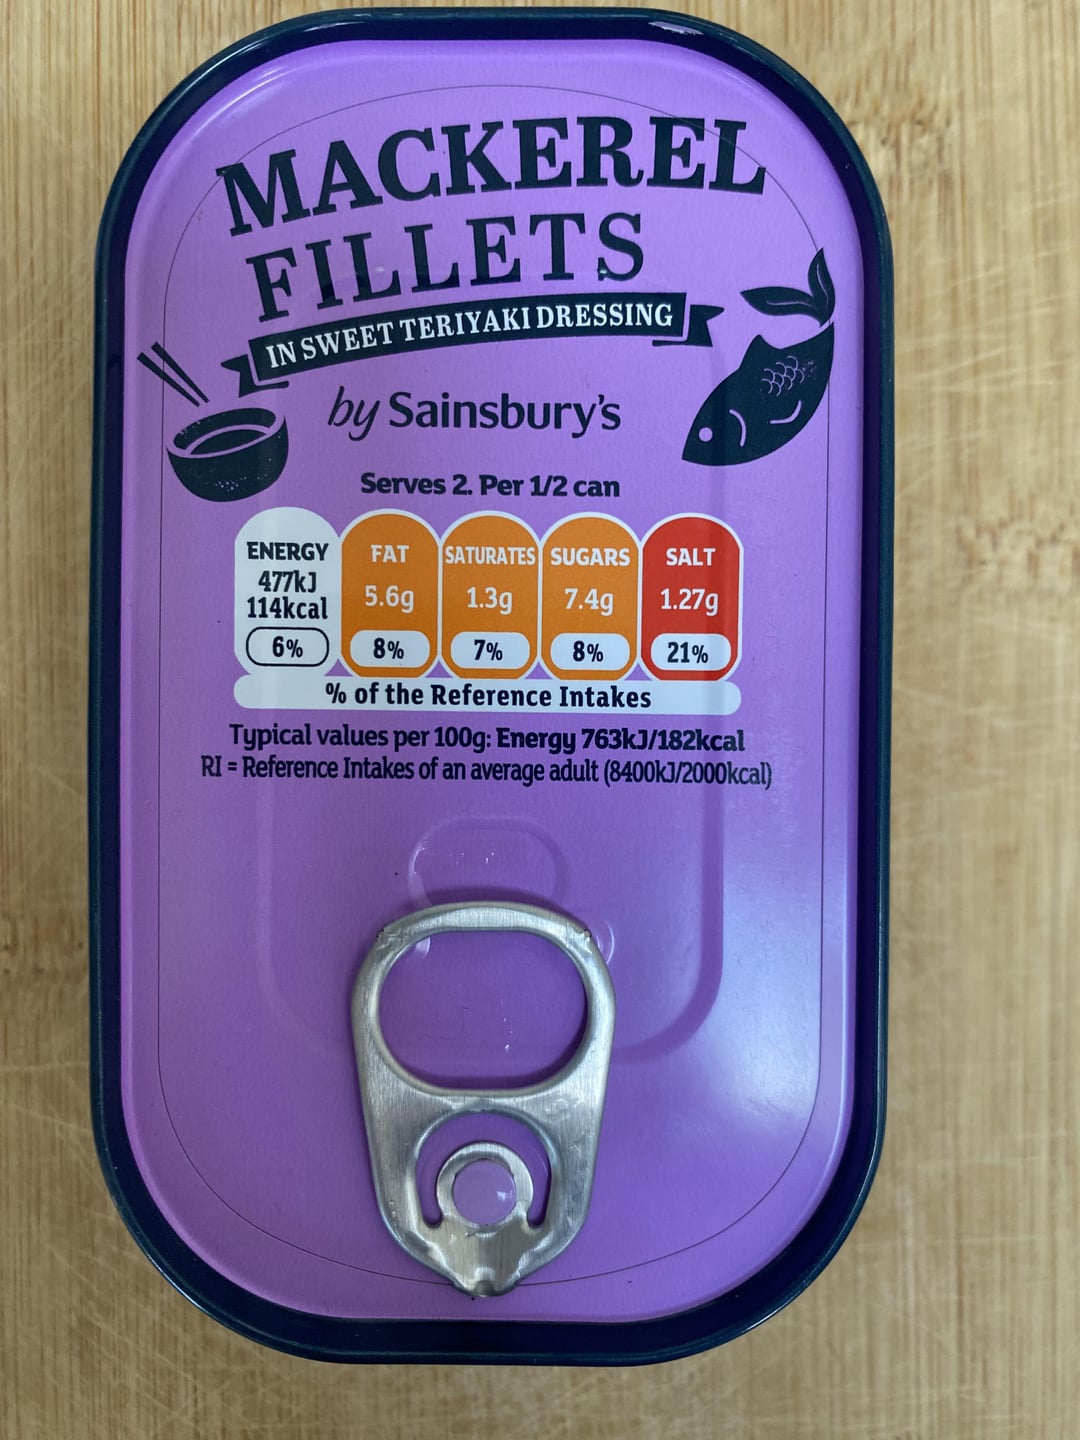 MACKEREL
FILLETS
IN SWEET TERIYAKI DRESSING
by Sainsbury's
Serves 2. Per 1/2 can
ENERGY FAT SATURATES SUGARS SALT
477kJ
114kcal 5.6g 1.3g 7.4g 1.27g
6% 8% 7% 8% 21%
% of the Reference Intakes
Typical values per 100g: Energy 763kJ/182kcal
RI = Reference Intakes of an average adult (8400kJ/2000kcal)